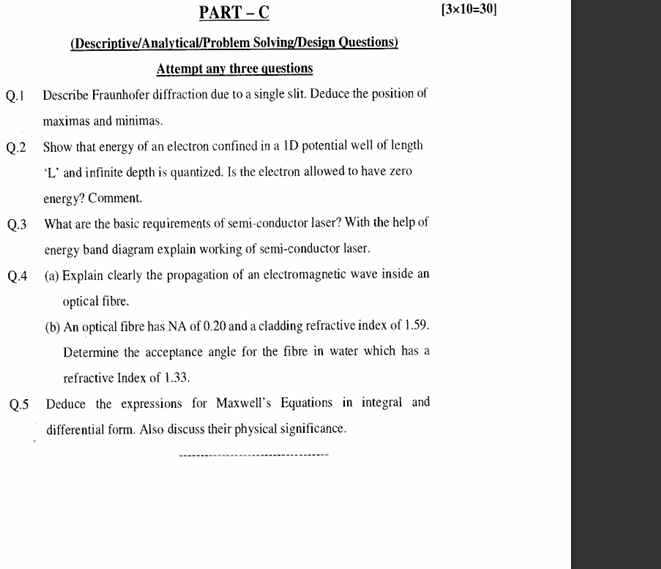 PART – C [3×10=30]
(Descriptive/Analytical/Problem Solving/Design Questions)
Attempt any three questions
Q.1 Describe Fraunhofer diffraction due to a single slit. Deduce the position of
maximas and minimas.
Q.2 Show that energy of an electron confined in a 1D potential well of length
‘L’ and infinite depth is quantized. Is the electron allowed to have zero
energy? Comment.
Q.3 What are the basic requirements of semi-conductor laser? With the help of
energy band diagram explain working of semi-conductor laser.
Q.4 (a) Explain clearly the propagation of an electromagnetic wave inside an
optical fibre.
(b) An optical fibre has NA of 0.20 and a cladding refractive index of 1.59.
Determine the acceptance angle for the fibre in water which has a
refractive Index of 1.33.
Q.5 Deduce the expressions for Maxwell’s Equations in integral and
differential form. Also discuss their physical significance.